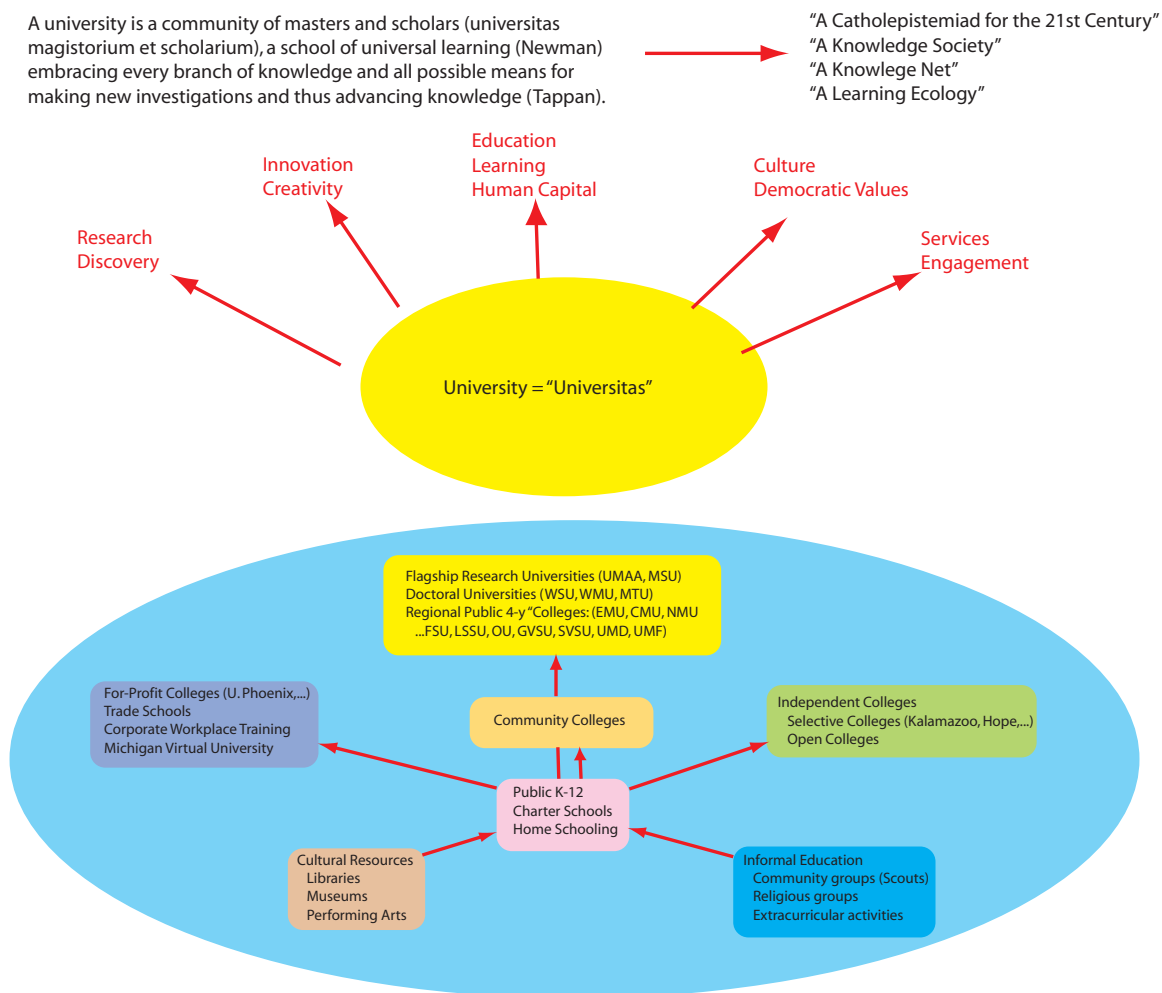 A university is a community of masters and scholars (universitas
magistorium et scholarium), a school of universal learning (Newman)
embracing every branch of knowledge and all possible means for
making new investigations and thus advancing knowledge (Tappan).
“A Catholepistemiad for the 21st Century”
“A Knowledge Society”
“A Knowlege Net”
“A Learning Ecology”
Research
Discovery
Innovation
Creativity
Education
Learning
Human Capital
Culture
Democratic Values
Services
Engagement
University = “Universitas”
Flagship Research Universities (UMAA, MSU)
Doctoral Universities (WSU, WMU, MTU)
Regional Public 4-y “Colleges: (EMU, CMU, NMU
...FSU, LSSU, OU, GVSU, SVSU, UMD, UMF)
For-Profit Colleges (U. Phoenix,...)
Trade Schools
Corporate Workplace Training
Michigan Virtual University
Community Colleges
Independent Colleges
Selective Colleges (Kalamazoo, Hope,...)
Open Colleges
Public K-12
Charter Schools
Home Schooling
Cultural Resources
Libraries
Museums
Performing Arts
Informal Education
Community groups (Scouts)
Religious groups
Extracurricular activities